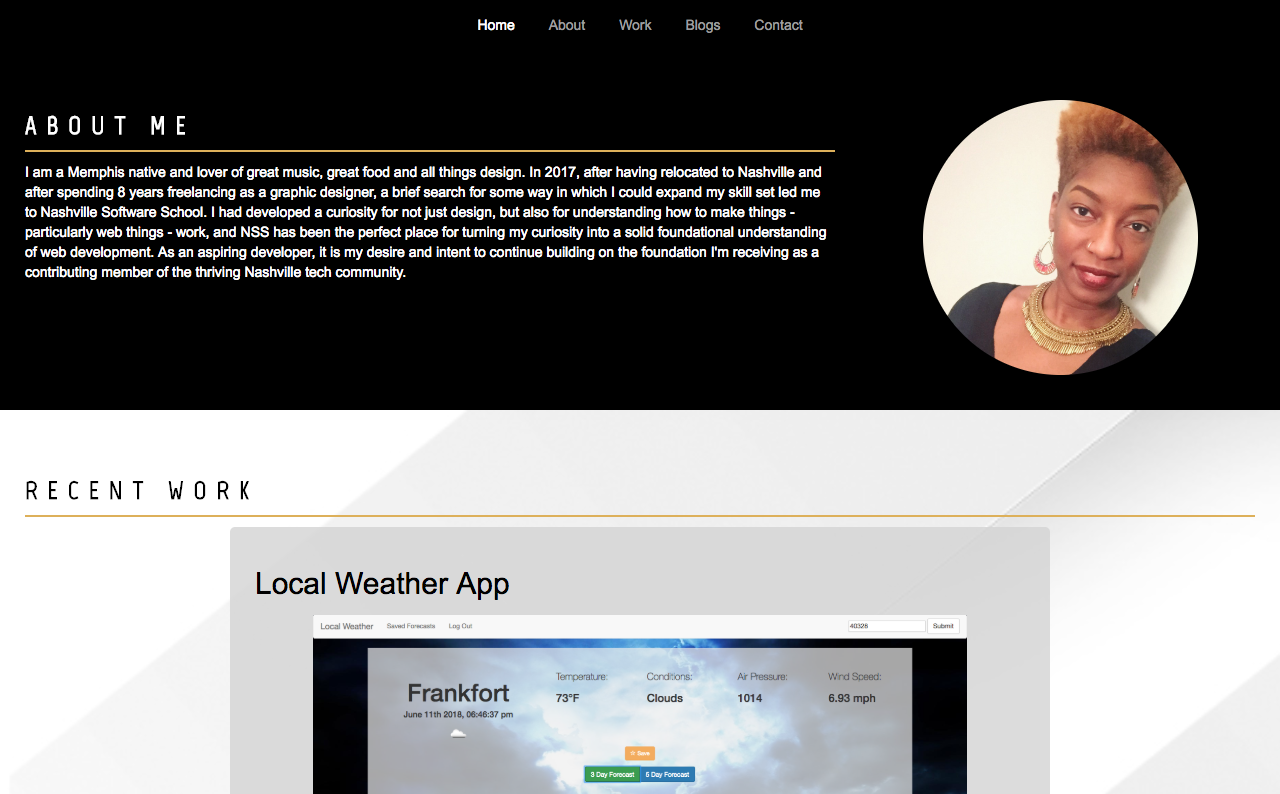 Home About Work Blogs Contact
ABOUT ME
I am a Memphis native and lover of great music, great food and all things design. In 2017, after having relocated to Nashville and
after spending 8 years freelancing as a graphic designer, a brief search for some way in which I could expand my skill set led me
to Nashville Software School. I had developed a curiosity for not just design, but also for understanding how to make things -
particularly web things - work, and NSS has been the perfect place for turning my curiosity into a solid foundational understanding
of web development. As an aspiring developer, it is my desire and intent to continue building on the foundation I'm receiving as a
contributing member of the thriving Nashville tech community.
RECENT WORK
Local Weather App
Local Weather Saved Forecasts Log Out 40328 Submit
Temperature: Conditions: Air Pressure: Wind Speed:
Frankfort 73°F Clouds 1014 6.93 mph
June 11th 2018, 06:46:37 pm
☆ Save
3 Day Forecast 5 Day Forecast